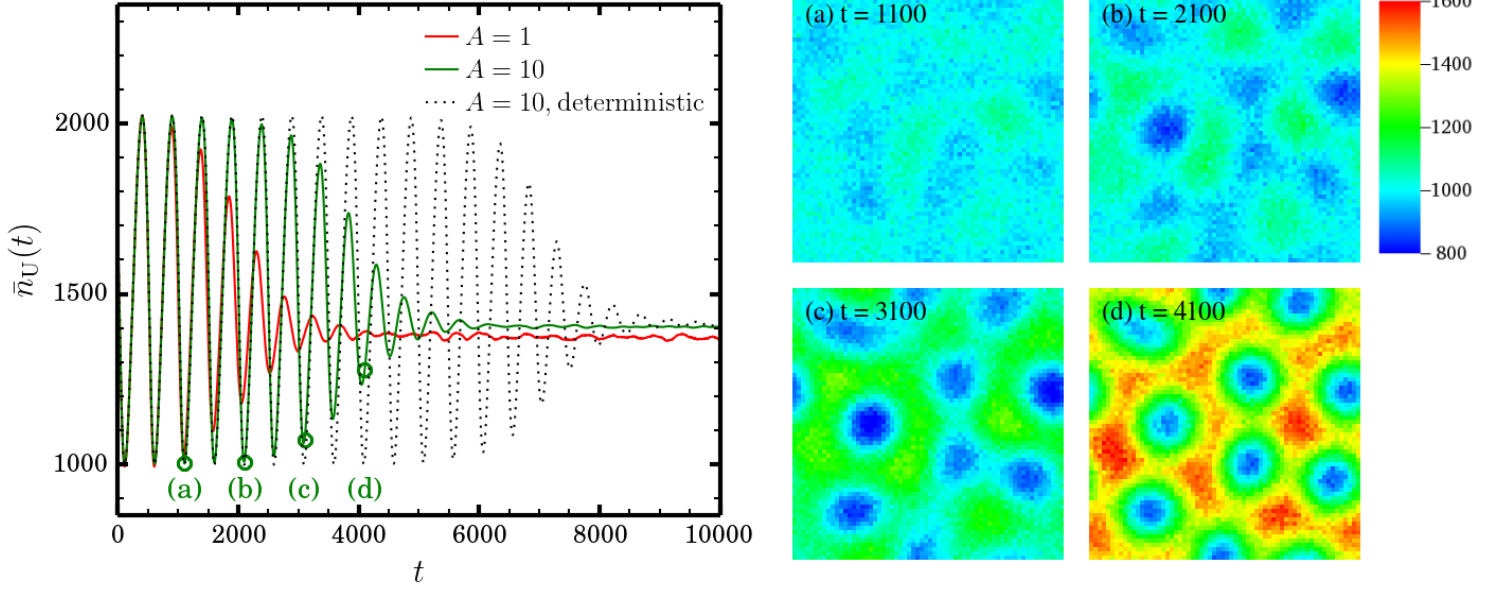 A = 1
A = 10
A = 10, deterministic
2000
1500
1000
n̄U(t)
(a) (b) (c) (d)
0 2000 4000 6000 8000 10000
t
(a) t = 1100
(b) t = 2100
(c) t = 3100
(d) t = 4100
1600
1400
1200
1000
800